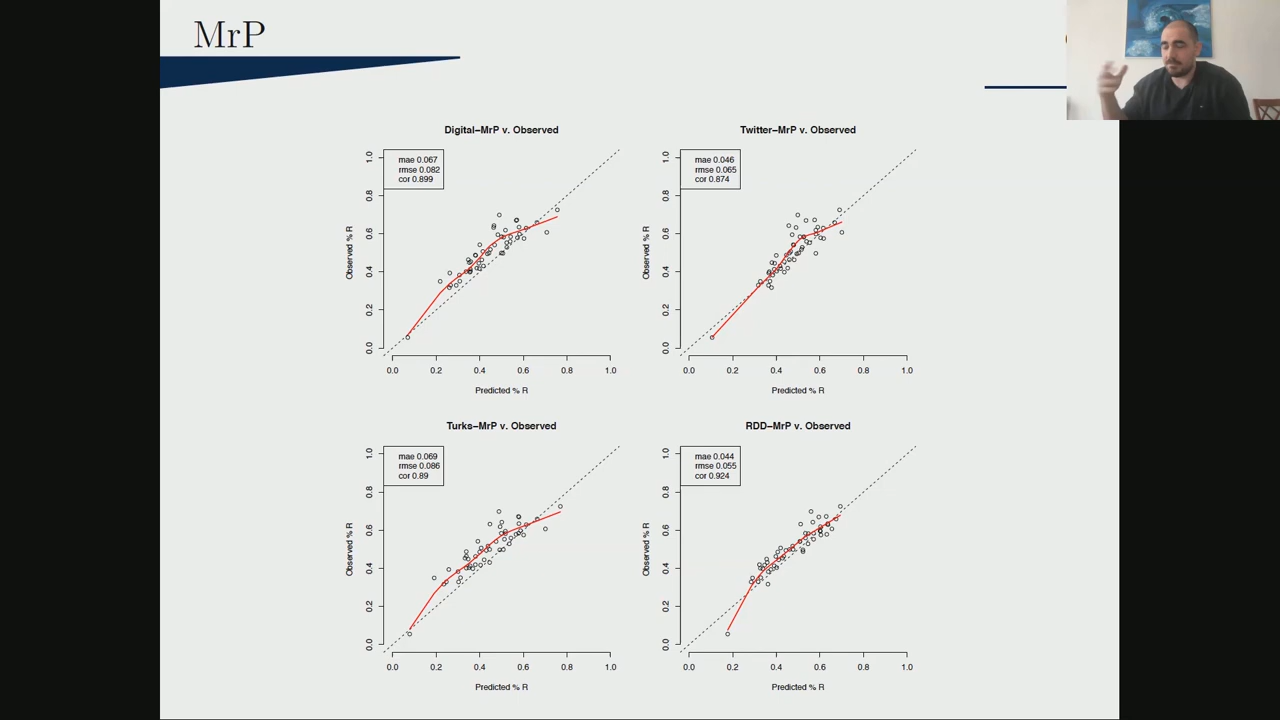 MrP
Digital-MrP v. Observed
mae 0.067
rmse 0.082
cor 0.899
Observed % R
0.0 0.2 0.4 0.6 0.8 1.0
0.0 0.2 0.4 0.6 0.8 1.0
Predicted % R
Twitter-MrP v. Observed
mae 0.046
rmse 0.065
cor 0.874
Observed % R
0.0 0.2 0.4 0.6 0.8 1.0
0.0 0.2 0.4 0.6 0.8 1.0
Predicted % R
Turks-MrP v. Observed
mae 0.069
rmse 0.086
cor 0.89
Observed % R
0.0 0.2 0.4 0.6 0.8 1.0
0.0 0.2 0.4 0.6 0.8 1.0
Predicted % R
RDD-MrP v. Observed
mae 0.044
rmse 0.055
cor 0.924
Observed % R
0.0 0.2 0.4 0.6 0.8 1.0
0.0 0.2 0.4 0.6 0.8 1.0
Predicted % R